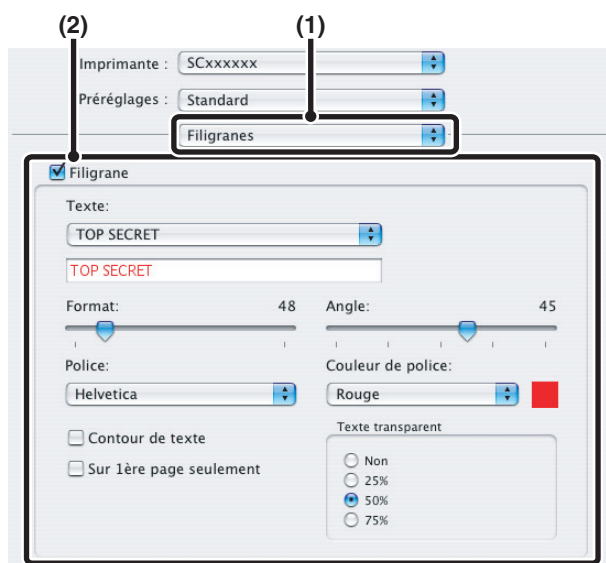 (2) (1)
Imprimante : SCxxxxxx
Préréglages : Standard
Filigranes
Filigrane
Texte:
TOP SECRET
TOP SECRET
Format: 48 Angle: 45
Police: Couleur de police:
Helvetica Rouge
Contour de texte Texte transparent
Sur 1ère page seulement Non
25%
50%
75%